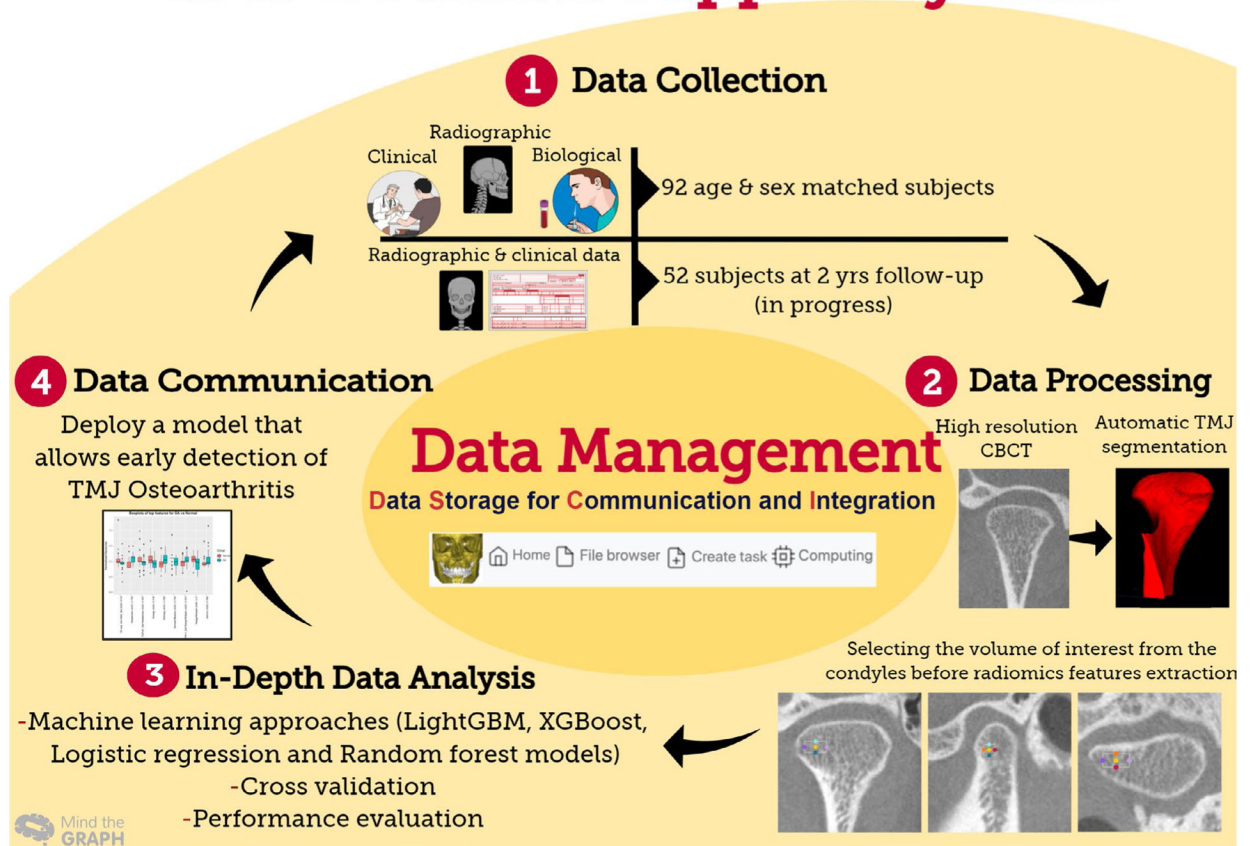 1 Data Collection
Radiographic
Clinical
Biological
92 age & sex matched subjects
Radiographic & clinical data
52 subjects at 2 yrs follow-up
(in progress)
2 Data Processing
High resolution
CBCT
Automatic TMJ
segmentation
Selecting the volume of interest from the
condyles before radiomics features extraction
3 In-Depth Data Analysis
-Machine learning approaches (LightGBM, XGBoost,
Logistic regression and Random forest models)
-Cross validation
-Performance evaluation
4 Data Communication
Deploy a model that
allows early detection of
TMJ Osteoarthritis
Data Management
Data Storage for Communication and Integration
Home File browser Create task Computing
Mind the
GRAPH